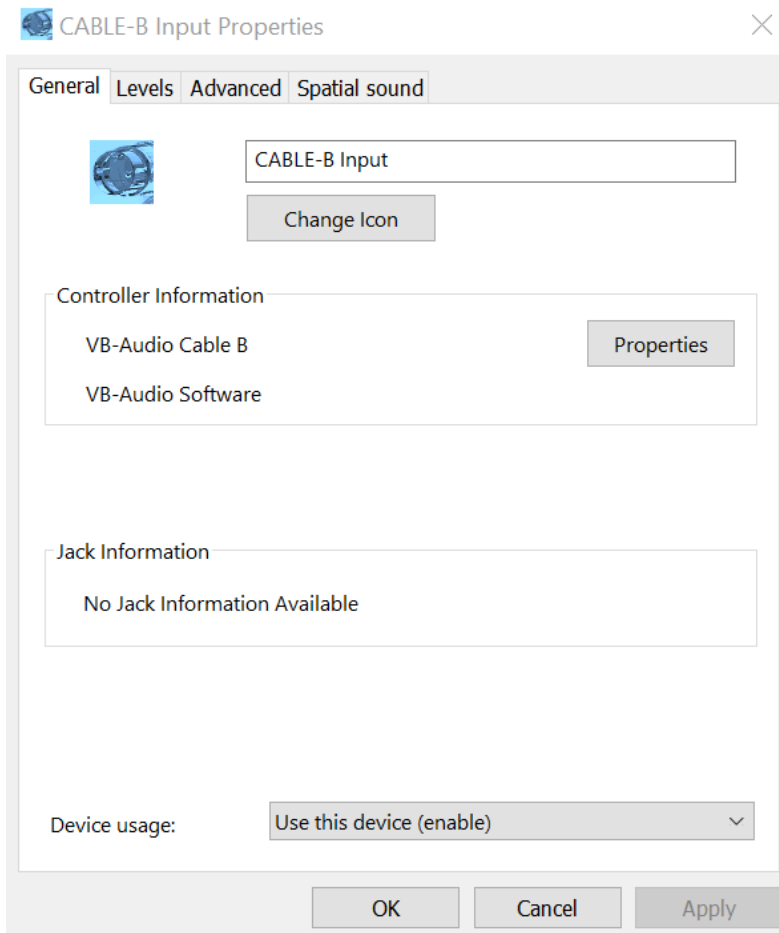 CABLE-B Input Properties
General Levels Advanced Spatial sound
CABLE-B Input
Change Icon
Controller Information
VB-Audio Cable B
Properties
VB-Audio Software
Jack Information
No Jack Information Available
Device usage:
Use this device (enable)
OK Cancel Apply